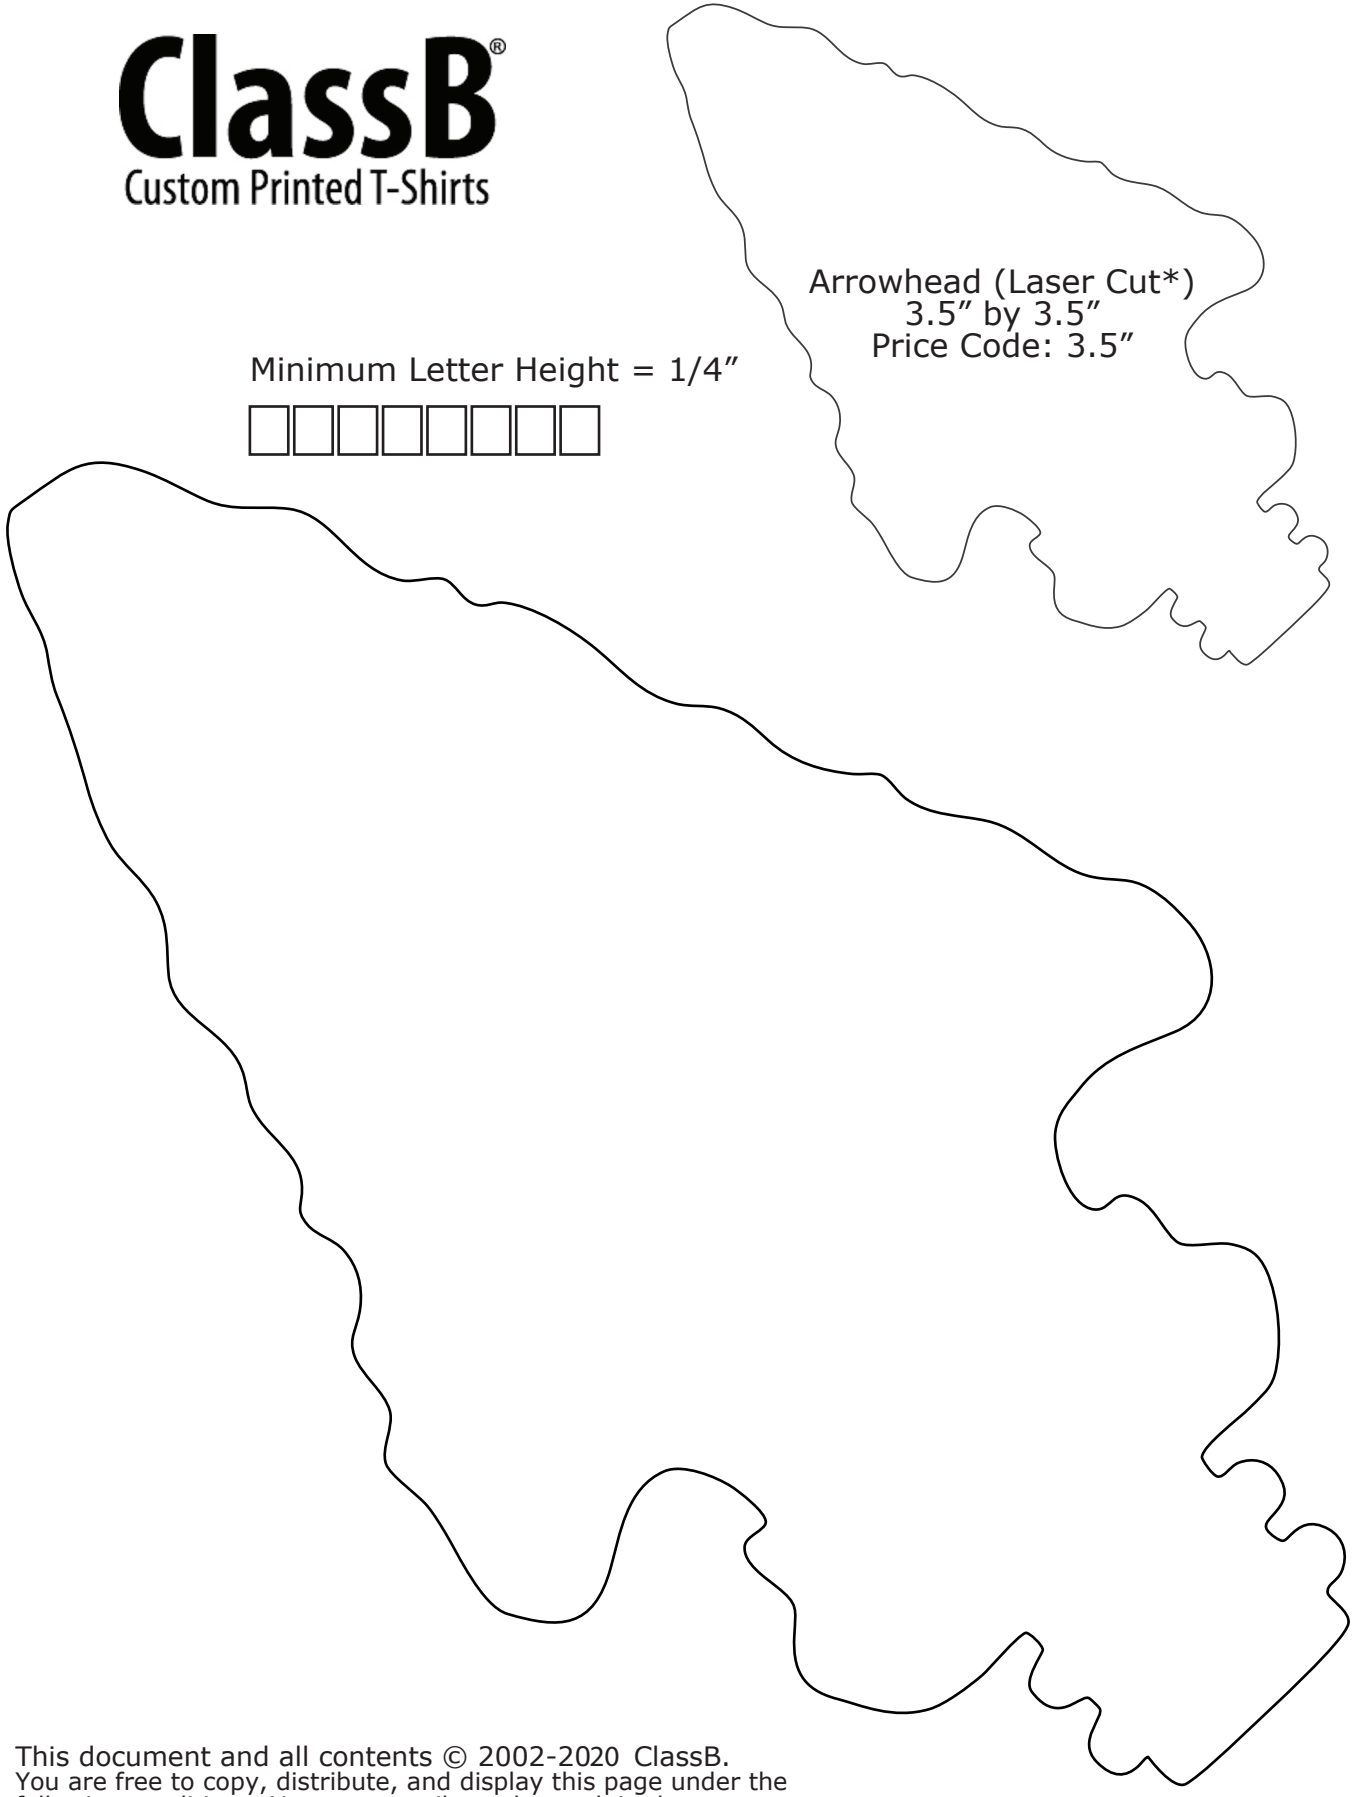 ClassB®
Custom Printed T-Shirts
Arrowhead (Laser Cut*)
3.5” by 3.5”
Price Code: 3.5”
Minimum Letter Height = 1/4”
This document and all contents © 2002-2020 ClassB.
You are free to copy, distribute, and display this page under the